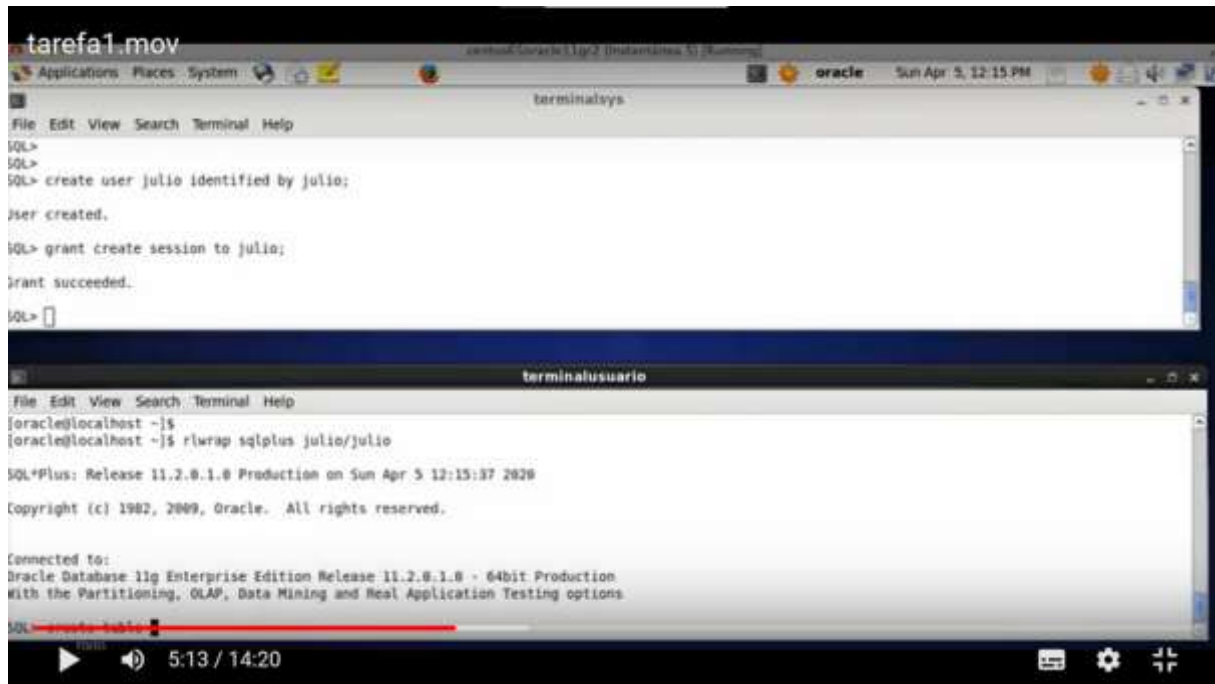 tarefa1.mov
centos65oracle11gr2 (Instantánea 5) [Running]
Applications Places System oracle Sun Apr 5, 12:15 PM
terminalsys
File Edit View Search Terminal Help
SQL>
SQL>
SQL> create user julio identified by julio;
User created.
SQL> grant create session to julio;
Grant succeeded.
SQL>
terminalusuario
File Edit View Search Terminal Help
[oracle@localhost ~]$
[oracle@localhost ~]$ rlwrap sqlplus julio/julio
SQL*Plus: Release 11.2.0.1.0 Production on Sun Apr 5 12:15:37 2020
Copyright (c) 1982, 2009, Oracle. All rights reserved.
Connected to:
Oracle Database 11g Enterprise Edition Release 11.2.0.1.0 - 64bit Production
With the Partitioning, OLAP, Data Mining and Real Application Testing options
SQL> create table
5:13 / 14:20